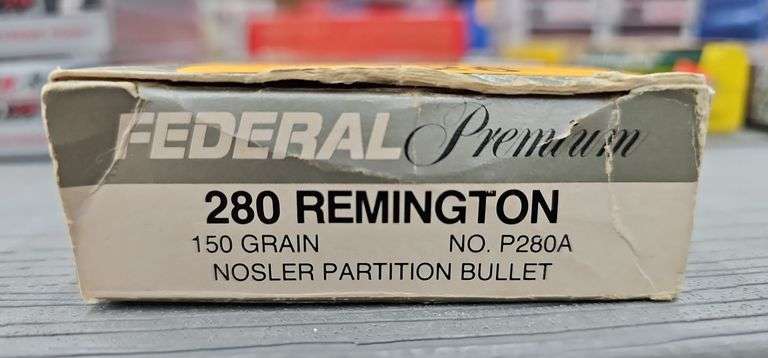 FEDERAL Premium
280 REMINGTON
150 GRAIN NO. P280A
NOSLER PARTITION BULLET